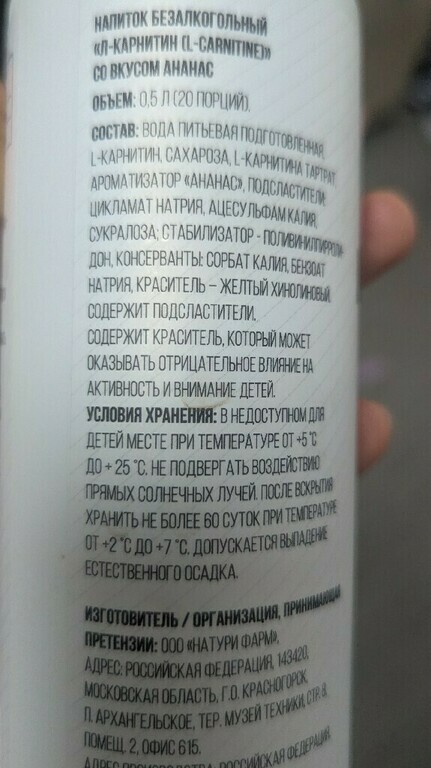 НАПИТОК БЕЗАЛКОГОЛЬНЫЙ
«Л-КАРНИТИН (L-CARNITINE)»
СО ВКУСОМ АНАНАС
ОБЪЕМ: 0,5 Л (20 ПОРЦИЙ).
СОСТАВ: ВОДА ПИТЬЕВАЯ ПОДГОТОВЛЕННАЯ,
L-КАРНИТИН, САХАРОЗА, L-КАРНИТИНА ТАРТРАТ,
АРОМАТИЗАТОР «АНАНАС», ПОДСЛАСТИТЕЛИ:
ЦИКЛАМАТ НАТРИЯ, АЦЕСУЛЬФАМ КАЛИЯ,
СУКРАЛОЗА; СТАБИЛИЗАТОР - ПОЛИВИНИЛПИРРОЛИ-
ДОН, КОНСЕРВАНТЫ: СОРБАТ КАЛИЯ, БЕНЗОАТ
НАТРИЯ, КРАСИТЕЛЬ – ЖЕЛТЫЙ ХИНОЛИНОВЫЙ.
СОДЕРЖИТ ПОДСЛАСТИТЕЛИ.
СОДЕРЖИТ КРАСИТЕЛЬ, КОТОРЫЙ МОЖЕТ
ОКАЗЫВАТЬ ОТРИЦАТЕЛЬНОЕ ВЛИЯНИЕ НА
АКТИВНОСТЬ И ВНИМАНИЕ ДЕТЕЙ.
УСЛОВИЯ ХРАНЕНИЯ: В НЕДОСТУПНОМ ДЛЯ
ДЕТЕЙ МЕСТЕ ПРИ ТЕМПЕРАТУРЕ ОТ +5 °С
ДО + 25 °С. НЕ ПОДВЕРГАТЬ ВОЗДЕЙСТВИЮ
ПРЯМЫХ СОЛНЕЧНЫХ ЛУЧЕЙ. ПОСЛЕ ВСКРЫТИЯ
ХРАНИТЬ НЕ БОЛЕЕ 60 СУТОК ПРИ ТЕМПЕРАТУРЕ
ОТ +2 °С ДО +7 °С. ДОПУСКАЕТСЯ ВЫПАДЕНИЕ
ЕСТЕСТВЕННОГО ОСАДКА.
ИЗГОТОВИТЕЛЬ / ОРГАНИЗАЦИЯ, ПРИНИМАЮЩАЯ
ПРЕТЕНЗИИ: ООО «НАТУРИ ФАРМ»,
АДРЕС: РОССИЙСКАЯ ФЕДЕРАЦИЯ, 143420,
МОСКОВСКАЯ ОБЛАСТЬ, Г.О. КРАСНОГОРСК,
П. АРХАНГЕЛЬСКОЕ, ТЕР. МУЗЕЙ ТЕХНИКИ, СТР. 8,
ПОМЕЩ. 2, ОФИС 615.
АДРЕС ПРОИЗВОДСТВА: РОССИЙСКАЯ ФЕДЕРАЦИЯ,